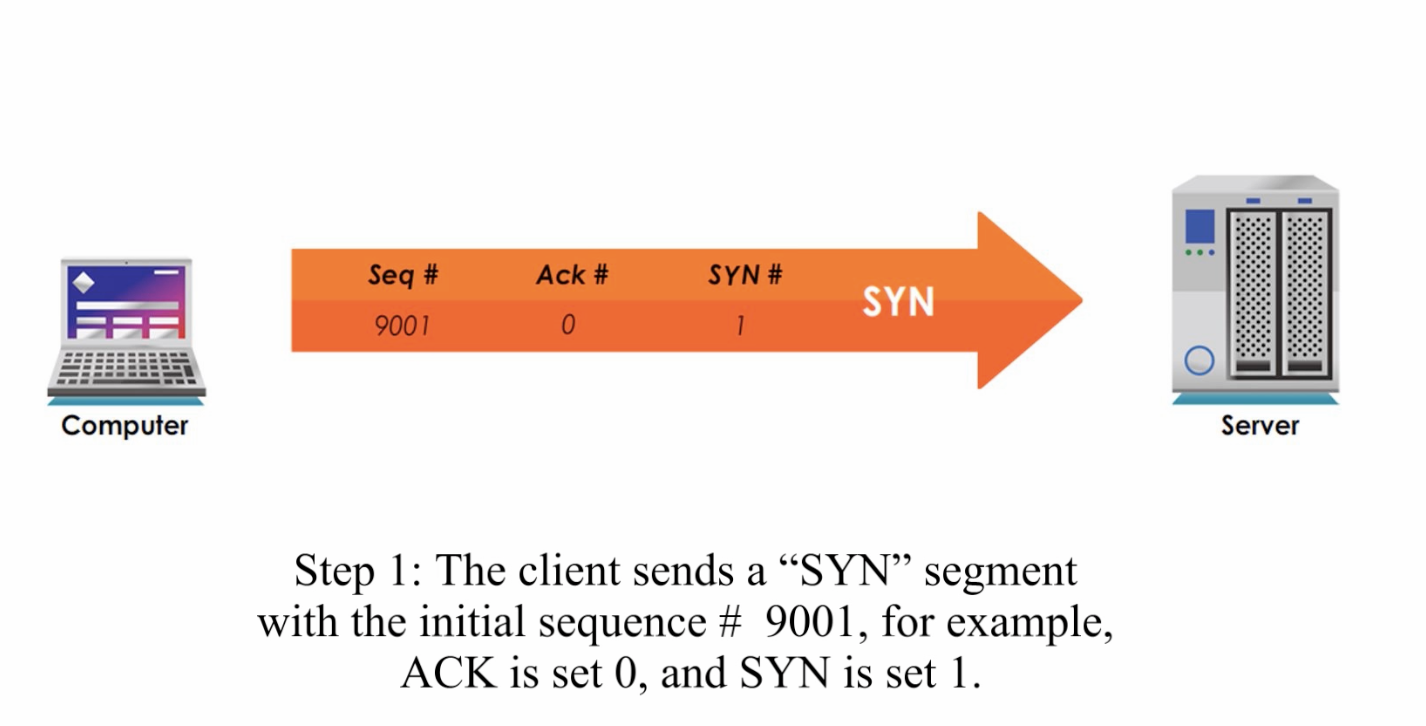 Seq # Ack # SYN #
9001 0 1
SYN
Computer
Server
Step 1: The client sends a “SYN” segment
with the initial sequence # 9001, for example,
ACK is set 0, and SYN is set 1.